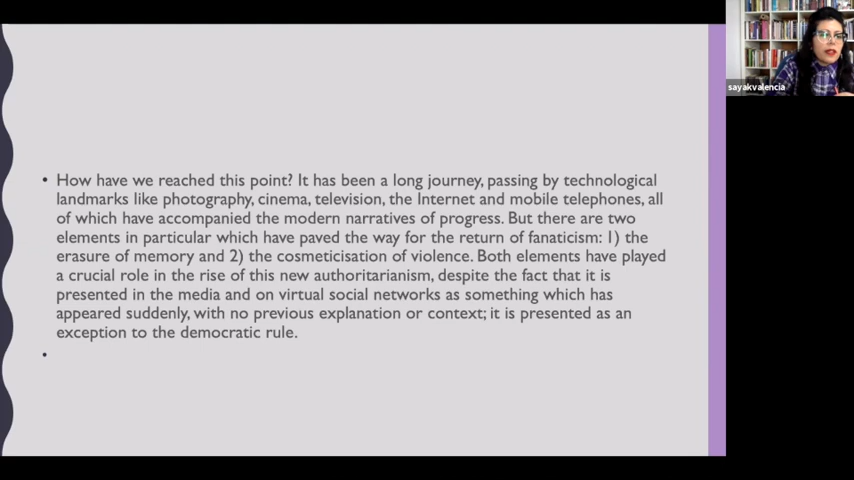 sayakvalencia
• How have we reached this point? It has been a long journey, passing by technological
landmarks like photography, cinema, television, the Internet and mobile telephones, all
of which have accompanied the modern narratives of progress. But there are two
elements in particular which have paved the way for the return of fanaticism: 1) the
erasure of memory and 2) the cosmeticisation of violence. Both elements have played
a crucial role in the rise of this new authoritarianism, despite the fact that it is
presented in the media and on virtual social networks as something which has
appeared suddenly, with no previous explanation or context; it is presented as an
exception to the democratic rule.
•